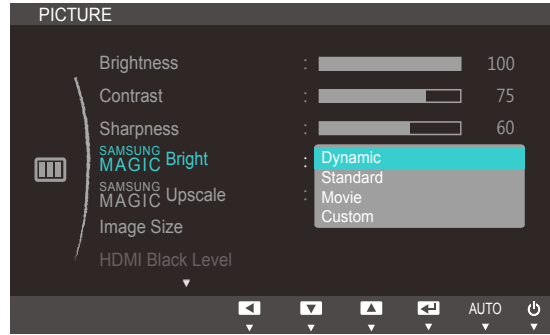 PICTURE
Brightness : 100
Contrast : 75
Sharpness : 60
SAMSUNG MAGIC Bright : Dynamic
Standard
Movie
Custom
SAMSUNG MAGIC Upscale :
Image Size
HDMI Black Level
AUTO